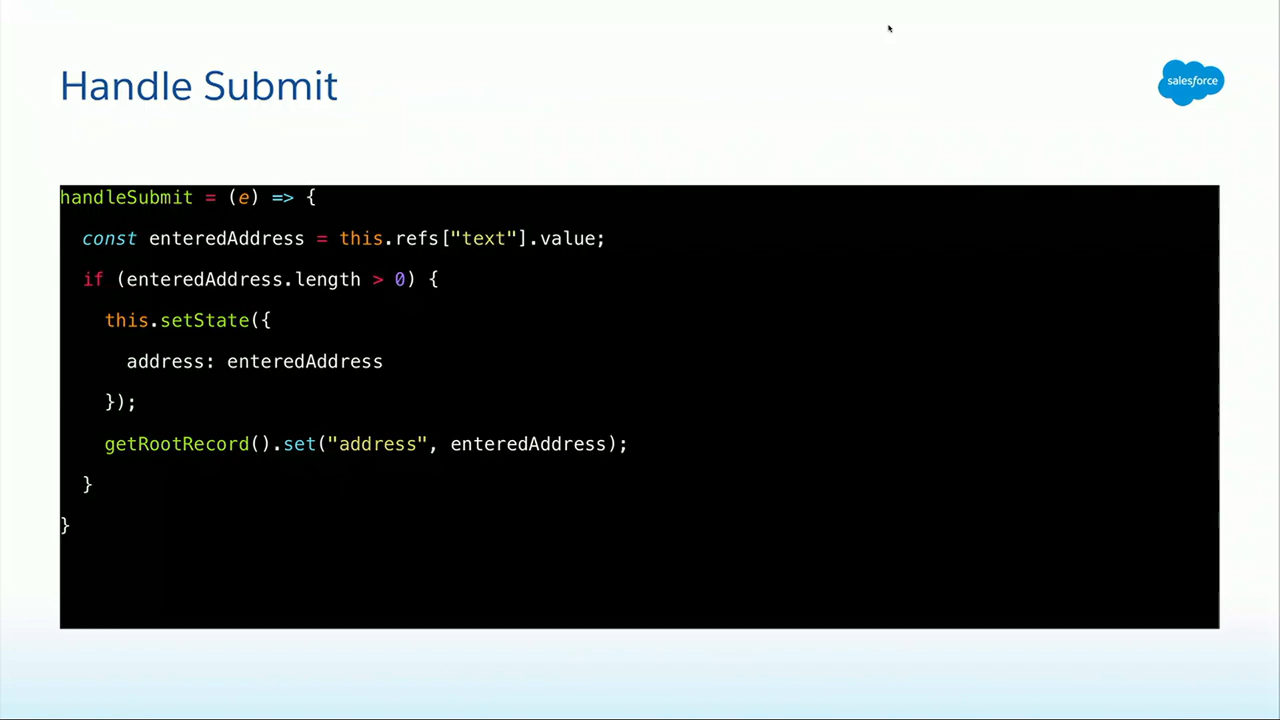 Handle Submit
salesforce
handleSubmit = (e) => {
const enteredAddress = this.refs["text"].value;
if (enteredAddress.length > 0) {
this.setState({
address: enteredAddress
});
getRootRecord().set("address", enteredAddress);
}
}